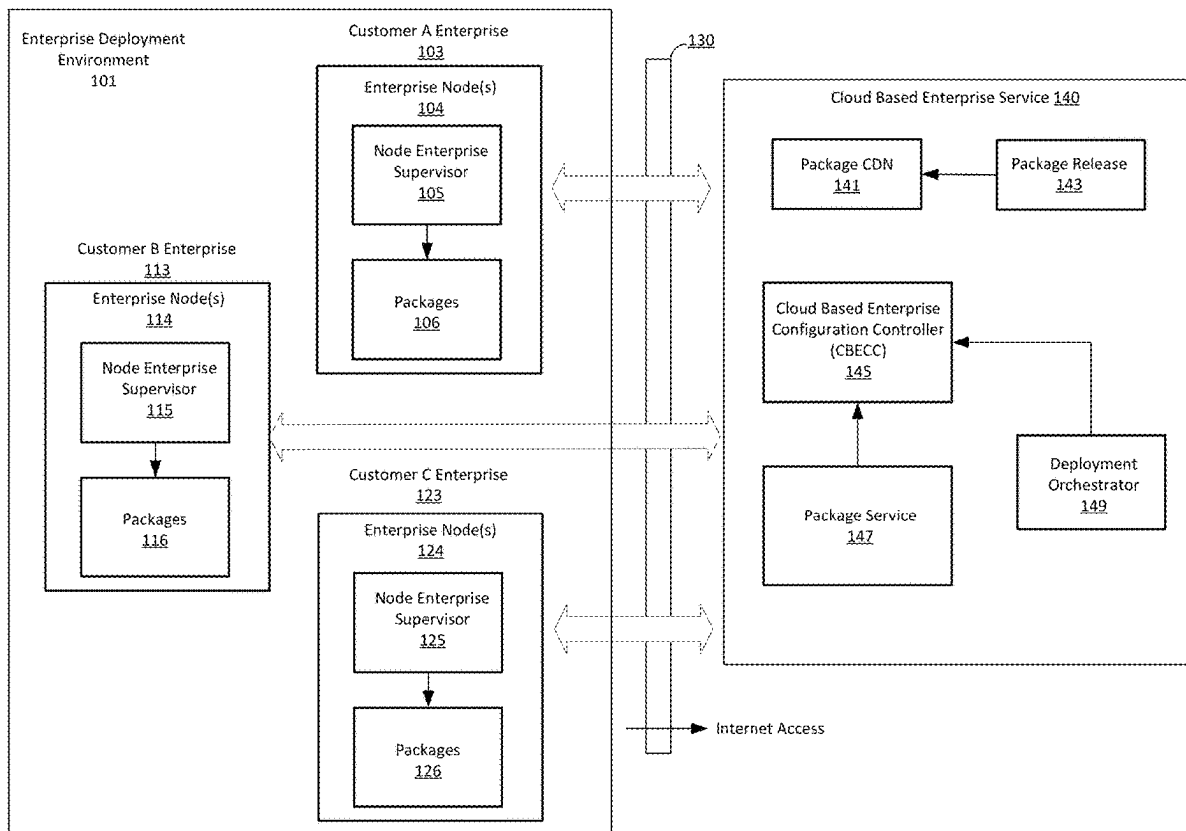 Enterprise Deployment
Environment
101
Customer A Enterprise
103
Enterprise Node(s)
104
Node Enterprise
Supervisor
105
Packages
106
Customer B Enterprise
113
Enterprise Node(s)
114
Node Enterprise
Supervisor
115
Packages
116
Customer C Enterprise
123
Enterprise Node(s)
124
Node Enterprise
Supervisor
125
Packages
126
130
Internet Access
Cloud Based Enterprise Service 140
Package CDN
141
Package Release
143
Cloud Based Enterprise
Configuration Controller
(CBECC)
145
Package Service
147
Deployment
Orchestrator
149